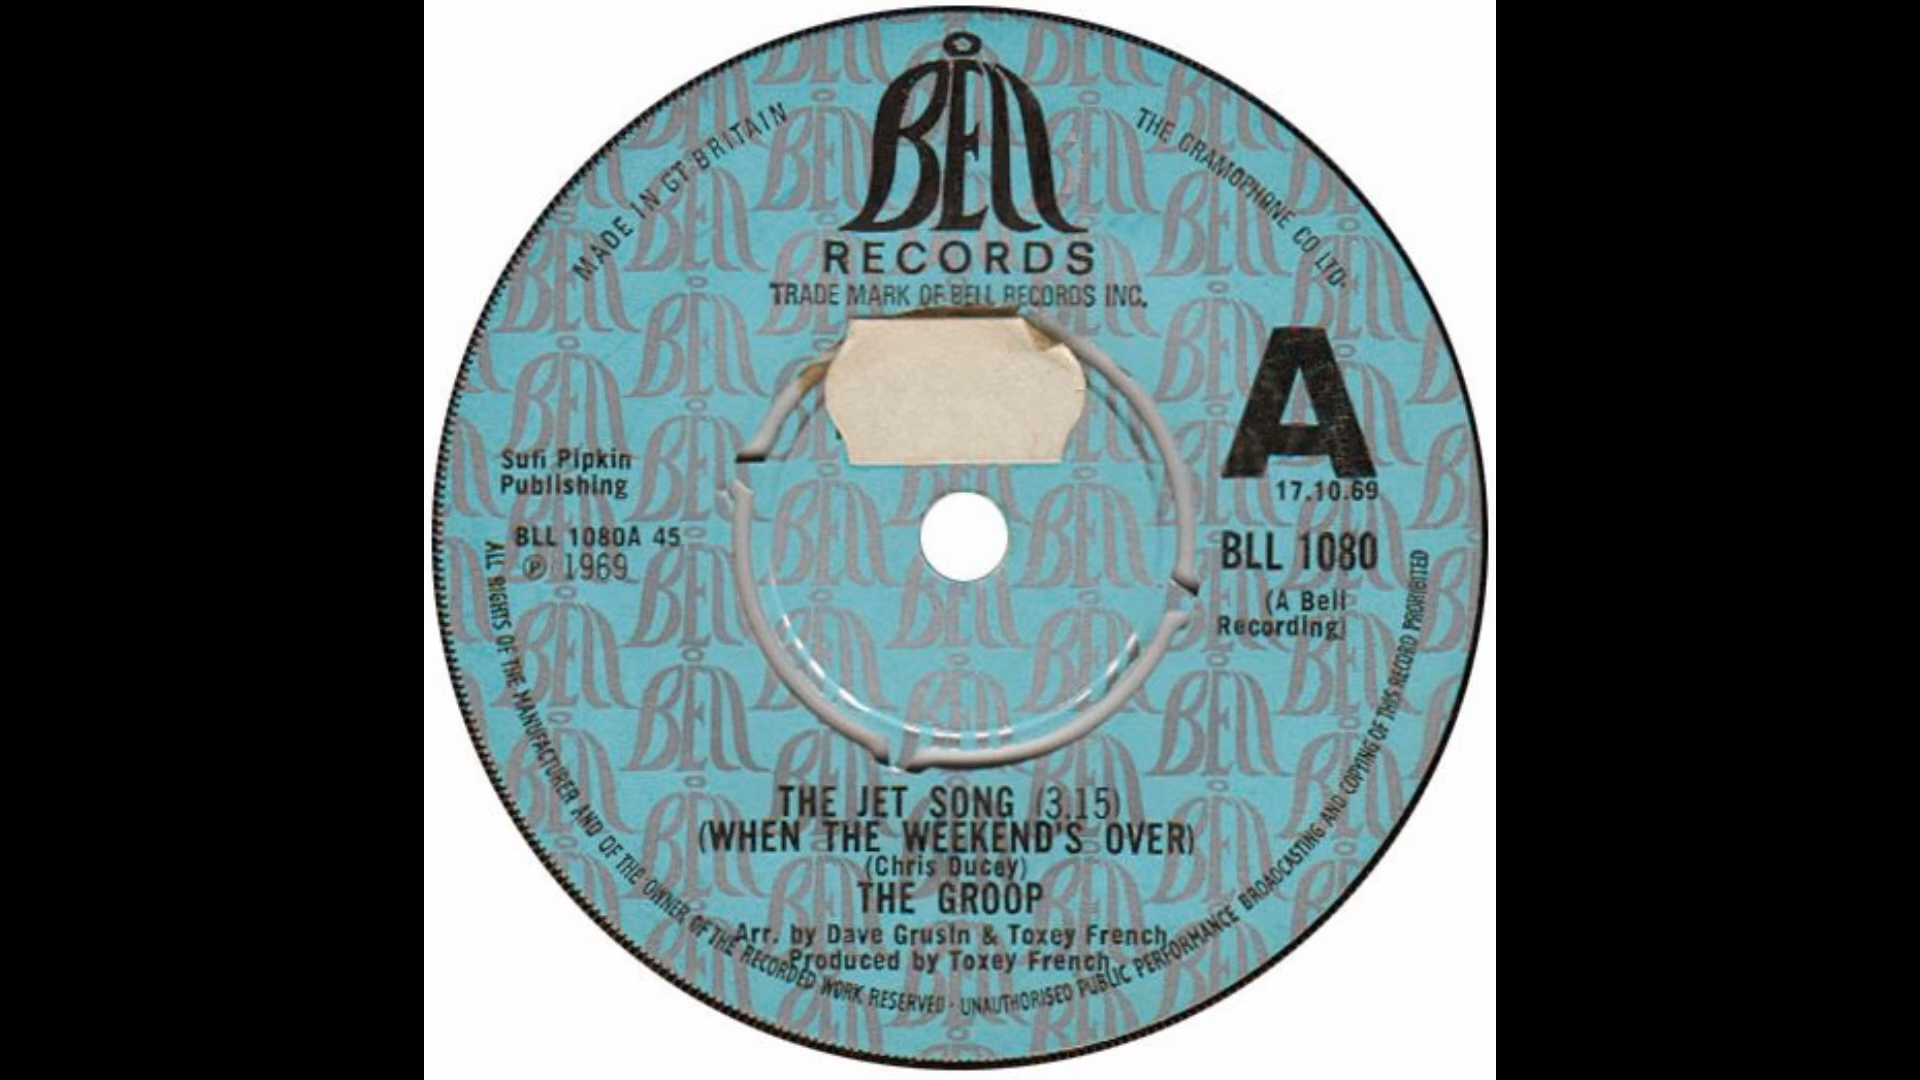 BELL
RECORDS
TRADE MARK OF BELL RECORDS INC.
MADE IN GT BRITAIN
THE GRAMOPHONE CO LTD.
A
17.10.69
BLL 1080
(A Bell
Recording)
Sufi Pipkin
Publishing
BLL 1080A 45
℗ 1969
THE JET SONG (3.15)
(WHEN THE WEEKEND'S OVER)
(Chris Ducey)
THE GROOP
Arr. by Dave Grusin & Toxey French
Produced by Toxey French
ALL RIGHTS OF THE MANUFACTURER AND OF THE OWNER OF THE RECORDED WORK RESERVED · UNAUTHORISED PUBLIC PERFORMANCE BROADCASTING AND COPYING OF THIS RECORD PROHIBITED